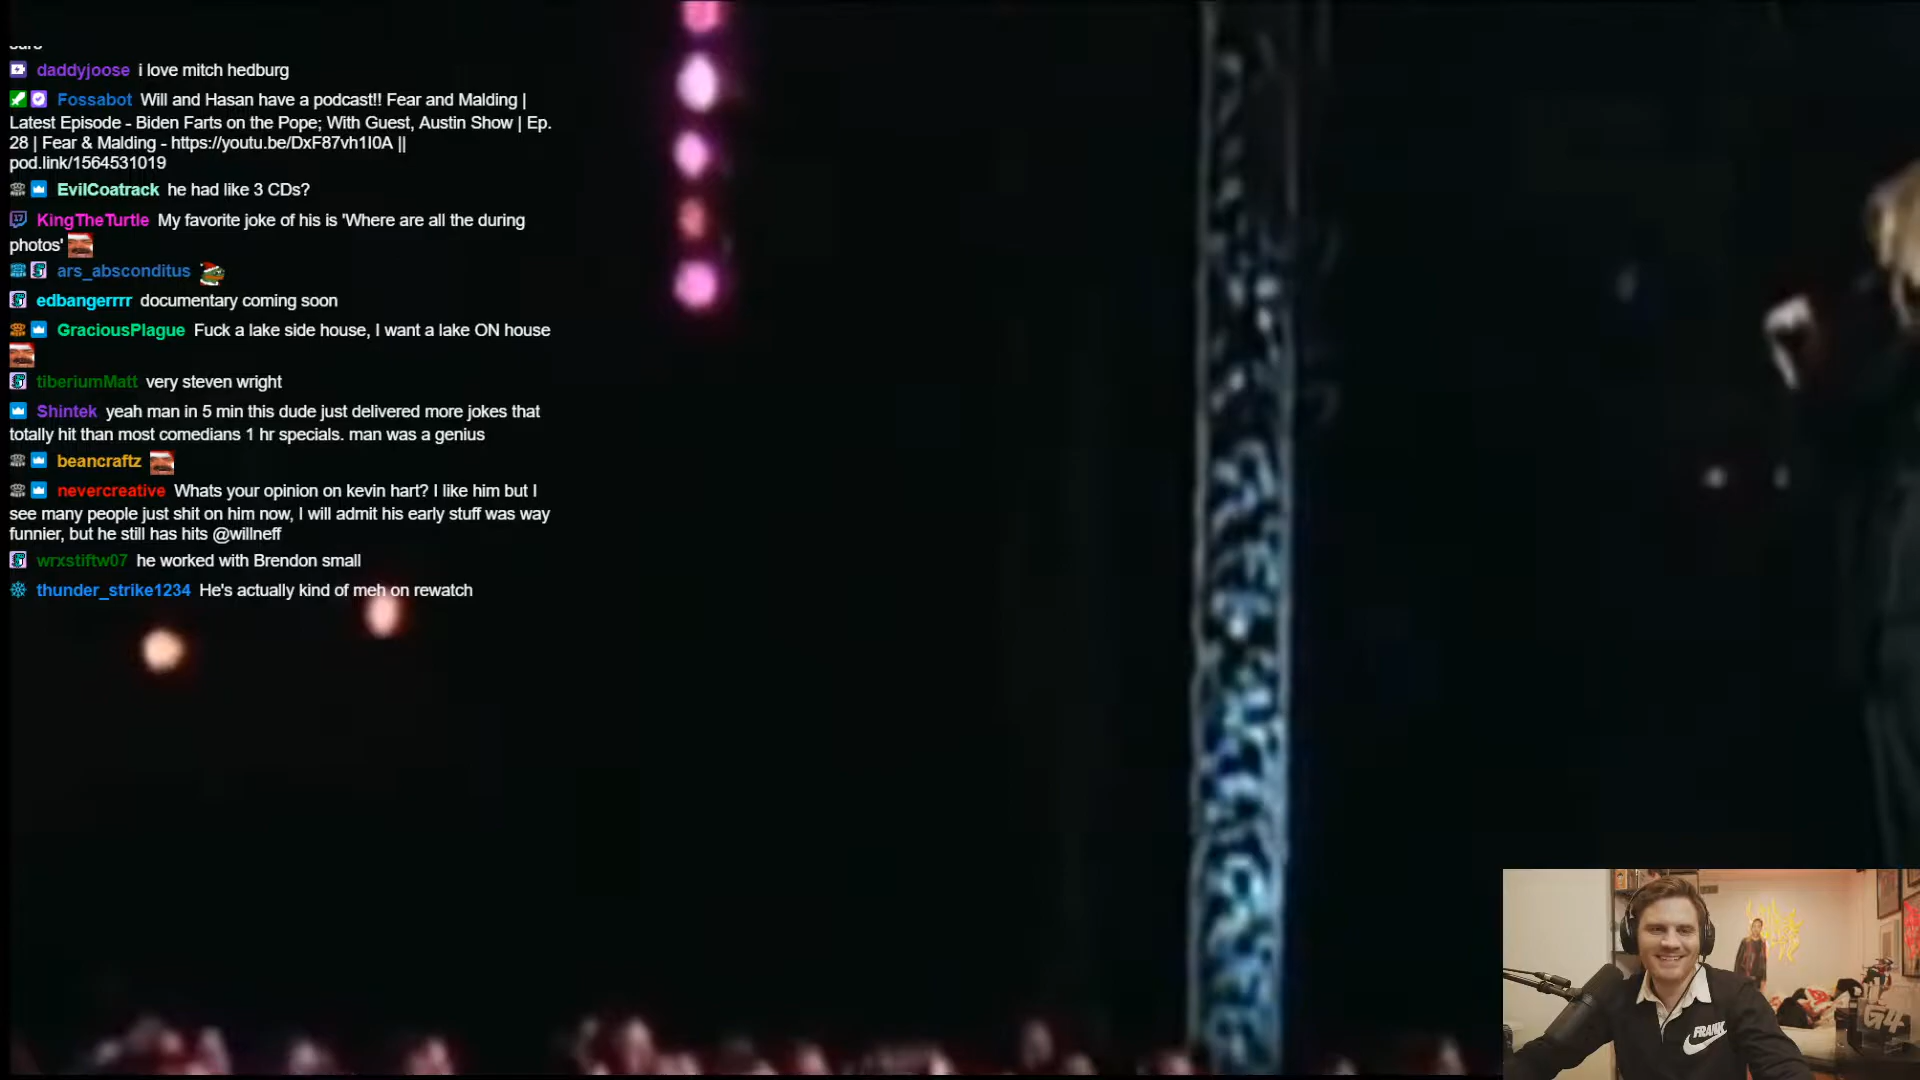 daddyjoose i love mitch hedburg
Fossabot Will and Hasan have a podcast!! Fear and Malding |
Latest Episode - Biden Farts on the Pope; With Guest, Austin Show | Ep.
28 | Fear & Malding - https://youtu.be/DxF87vh1I0A ||
pod.link/1564531019
EvilCoatrack he had like 3 CDs?
KingTheTurtle My favorite joke of his is 'Where are all the during
photos'
ars_absconditus
edbangerrrr documentary coming soon
GraciousPlague Fuck a lake side house, I want a lake ON house
tiberiumMatt very steven wright
Shintek yeah man in 5 min this dude just delivered more jokes that
totally hit than most comedians 1 hr specials. man was a genius
beancraftz
nevercreative Whats your opinion on kevin hart? I like him but I
see many people just shit on him now, I will admit his early stuff was way
funnier, but he still has hits @willneff
wrxstiftw07 he worked with Brendon small
thunder_strike1234 He's actually kind of meh on rewatch
FRANK
G4